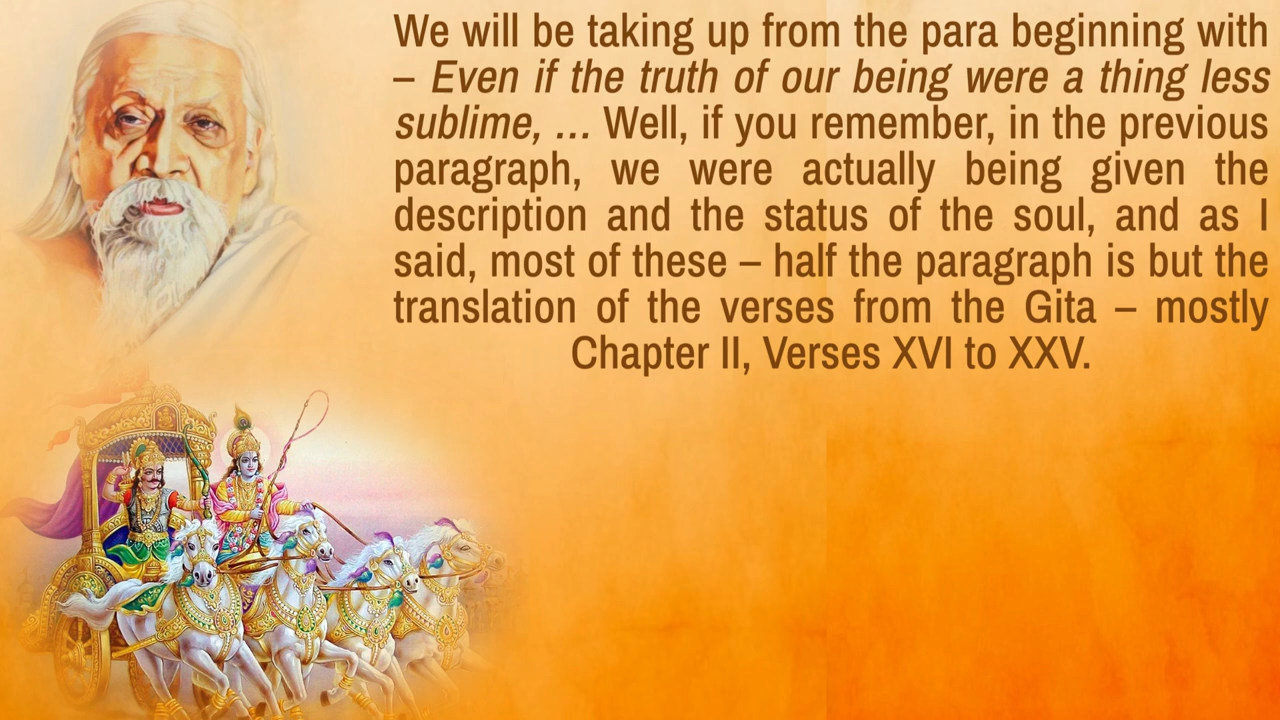 We will be taking up from the para beginning with
– Even if the truth of our being were a thing less
sublime, ... Well, if you remember, in the previous
paragraph, we were actually being given the
description and the status of the soul, and as I
said, most of these – half the paragraph is but the
translation of the verses from the Gita – mostly
Chapter II, Verses XVI to XXV.